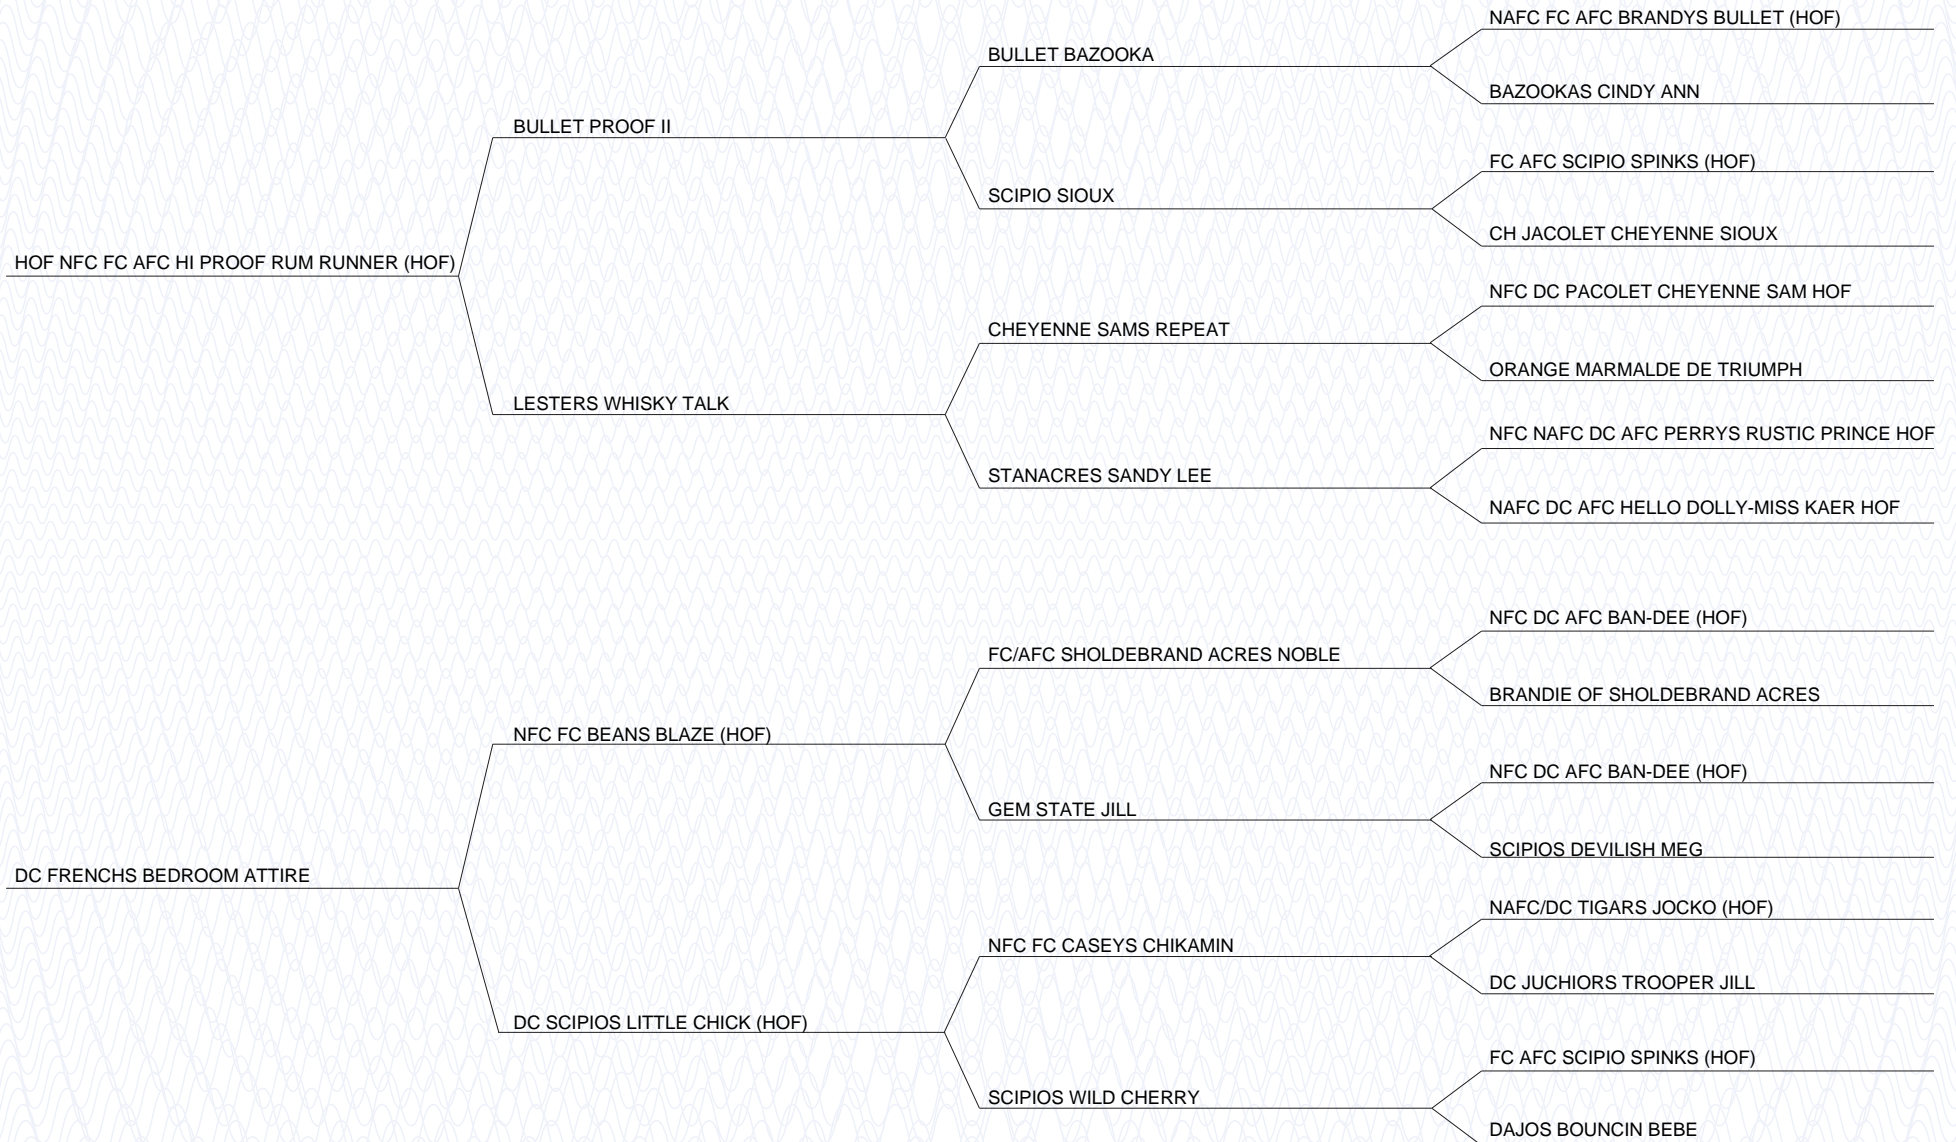 NAFC FC AFC BRANDYS BULLET (HOF)
BULLET BAZOOKA
BAZOOKAS CINDY ANN
BULLET PROOF II
FC AFC SCIPIO SPINKS (HOF)
SCIPIO SIOUX
CH JACOLET CHEYENNE SIOUX
HOF NFC FC AFC HI PROOF RUM RUNNER (HOF)
NFC DC PACOLET CHEYENNE SAM HOF
CHEYENNE SAMS REPEAT
ORANGE MARMALDE DE TRIUMPH
LESTERS WHISKY TALK
NFC NAFC DC AFC PERRYS RUSTIC PRINCE HOF
STANACRES SANDY LEE
NAFC DC AFC HELLO DOLLY-MISS KAER HOF
NFC DC AFC BAN-DEE (HOF)
FC/AFC SHOLDEBRAND ACRES NOBLE
BRANDIE OF SHOLDEBRAND ACRES
NFC FC BEANS BLAZE (HOF)
NFC DC AFC BAN-DEE (HOF)
GEM STATE JILL
SCIPIOS DEVILISH MEG
DC FRENCHS BEDROOM ATTIRE
NAFC/DC TIGARS JOCKO (HOF)
NFC FC CASEYS CHIKAMIN
DC JUCHIORS TROOPER JILL
DC SCIPIOS LITTLE CHICK (HOF)
FC AFC SCIPIO SPINKS (HOF)
SCIPIOS WILD CHERRY
DAJOS BOUNCIN BEBE